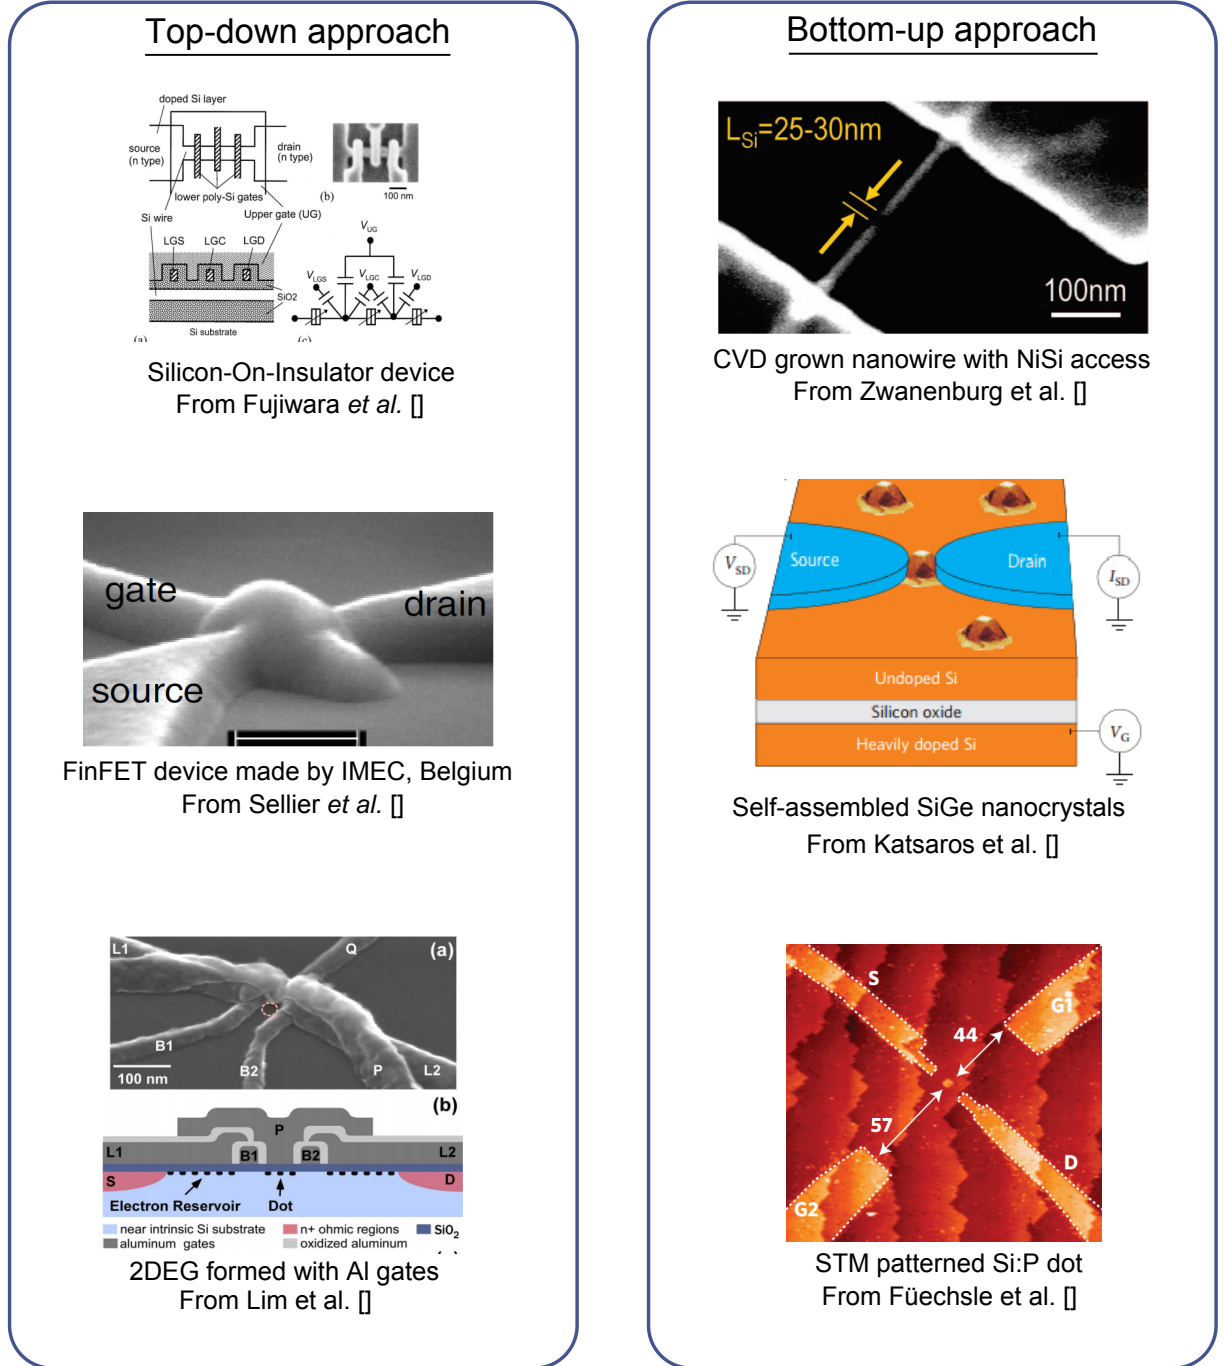 Top-down approach
doped Si layer
source
(n type)
drain
(n type)
lower poly-Si gates
(b)
100 nm
Si wire
Upper gate (UG)
LGS LGC LGD
SiO2
Si substrate
(a)
VUG
VLGS
VLGC
VLGD
(c)
Silicon-On-Insulator device
From Fujiwara et al. []
gate
drain
source
FinFET device made by IMEC, Belgium
From Sellier et al. []
L1
Q
(a)
B1
100 nm
B2
P
L2
(b)
P
L1
B1
B2
L2
S
D
Electron Reservoir
Dot
near intrinsic Si substrate
n+ ohmic regions
SiO2
aluminum gates
oxidized aluminum
2DEG formed with Al gates
From Lim et al. []
Bottom-up approach
LSi=25-30nm
100nm
CVD grown nanowire with NiSi access
From Zwanenburg et al. []
VSD
Source
Drain
ISD
Undoped Si
Silicon oxide
Heavily doped Si
VG
Self-assembled SiGe nanocrystals
From Katsaros et al. []
S
G1
44
57
D
G2
STM patterned Si:P dot
From Füechsle et al. []